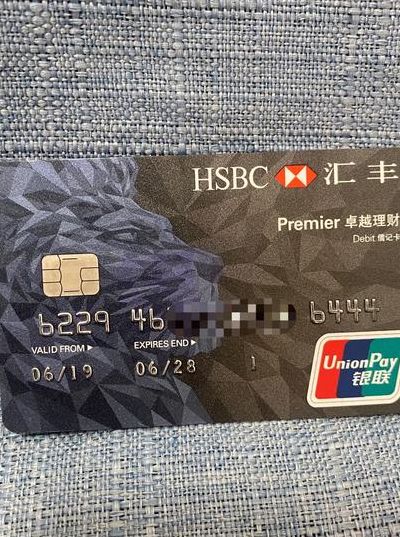 HSBC 汇丰
Premier 卓越理财
Debit 借记卡
6229 46 6444
VALID FROM▶ EXPIRES END▶
06/19 06/28 1
UnionPay
银联